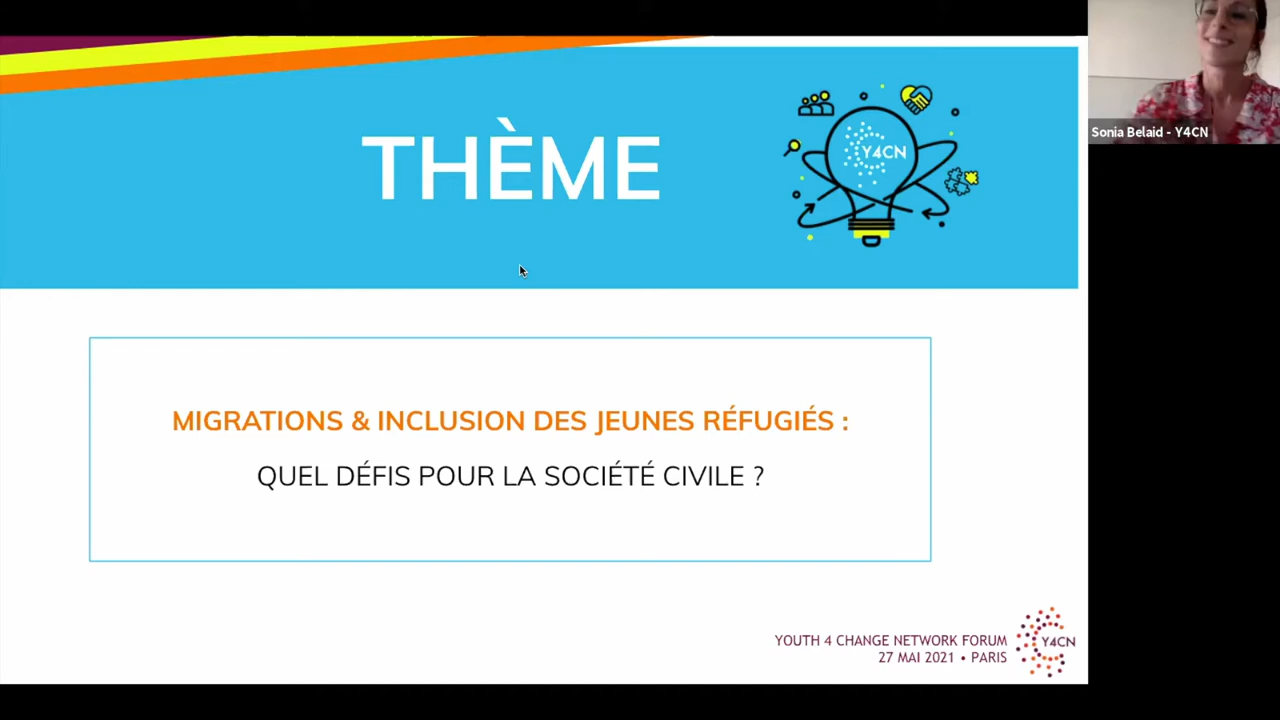 THÈME
Y4CN
Sonia Belaid - Y4CN
MIGRATIONS & INCLUSION DES JEUNES RÉFUGIÉS :
QUEL DÉFIS POUR LA SOCIÉTÉ CIVILE ?
YOUTH 4 CHANGE NETWORK FORUM
27 MAI 2021 • PARIS
Y4CN